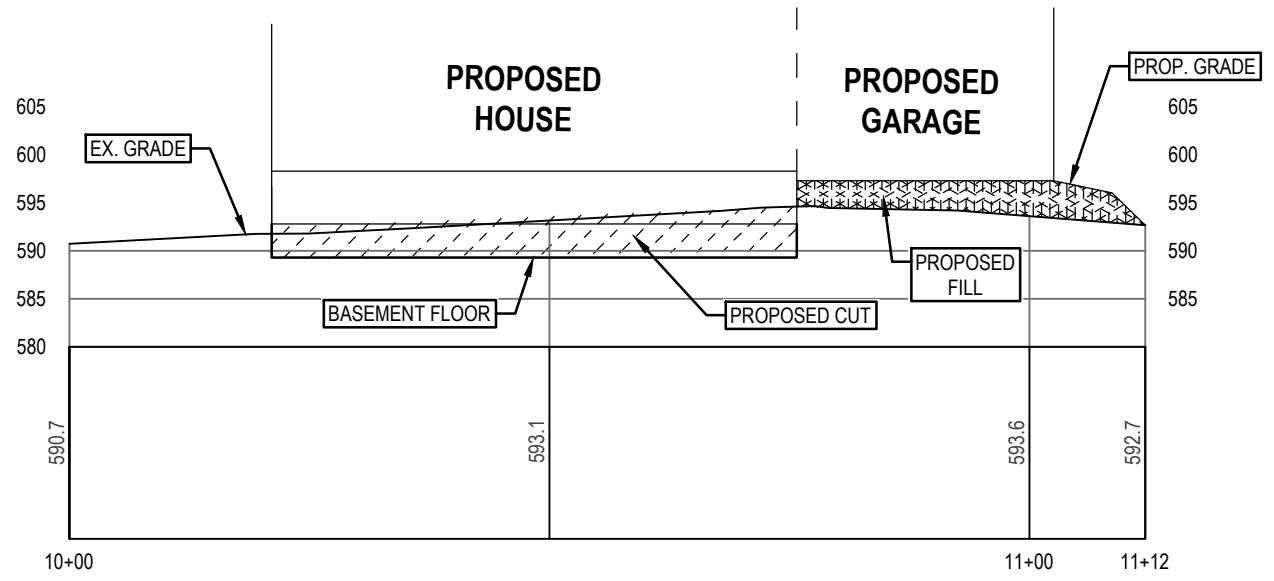 PROPOSED
HOUSE
PROPOSED
GARAGE
PROP. GRADE
EX. GRADE
605
605
600
600
595
595
590
590
585
585
580
PROPOSED
FILL
BASEMENT FLOOR
PROPOSED CUT
590.7
593.1
593.6
592.7
10+00
11+00
11+12